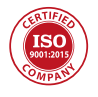 CERTIFIED
ISO
9001:2015
COMPANY